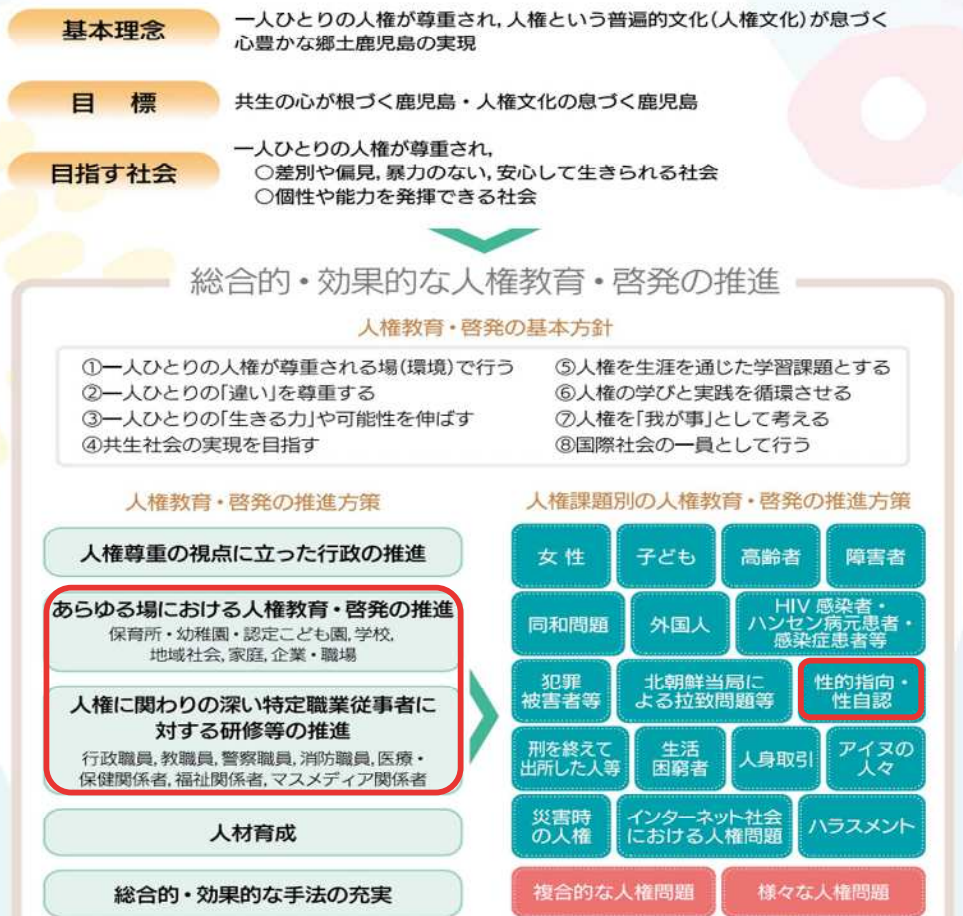 基本理念
一人ひとりの人権が尊重され,人権という普遍的文化(人権文化)が息づく
心豊かな郷土鹿児島の実現
目 標
共生の心が根づく鹿児島・人権文化の息づく鹿児島
目指す社会
一人ひとりの人権が尊重され,
○差別や偏見,暴力のない,安心して生きられる社会
○個性や能力を発揮できる社会
総合的・効果的な人権教育・啓発の推進
人権教育・啓発の基本方針
①一人ひとりの人権が尊重される場(環境)で行う
②一人ひとりの「違い」を尊重する
③一人ひとりの「生きる力」や可能性を伸ばす
④共生社会の実現を目指す
⑤人権を生涯を通じた学習課題とする
⑥人権の学びと実践を循環させる
⑦人権を「我が事」として考える
⑧国際社会の一員として行う
人権教育・啓発の推進方策
人権尊重の視点に立った行政の推進
あらゆる場における人権教育・啓発の推進
保育所・幼稚園・認定こども園,学校,
地域社会,家庭,企業・職場
人権に関わりの深い特定職業従事者に
対する研修等の推進
行政職員,教職員,警察職員,消防職員,医療・
保健関係者,福祉関係者,マスメディア関係者
人材育成
総合的・効果的な手法の充実
人権課題別の人権教育・啓発の推進方策
女 性
子ども
高齢者
障害者
同和問題
外国人
HIV 感染者・
ハンセン病元患者・
感染症患者等
犯罪
被害者等
北朝鮮当局に
よる拉致問題等
性的指向・
性自認
刑を終えて
出所した人等
生活
困窮者
人身取引
アイヌの
人々
災害時
の人権
インターネット社会
における人権問題
ハラスメント
複合的な人権問題
様々な人権問題